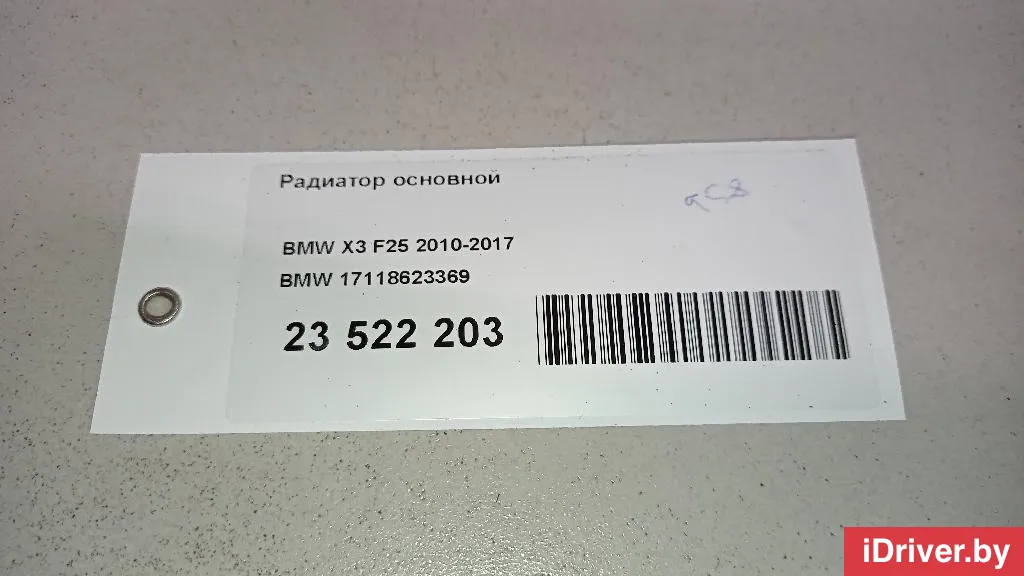 Радиатор основной
BMW X3 F25 2010-2017
BMW 17118623369
23 522 203
iDriver.by